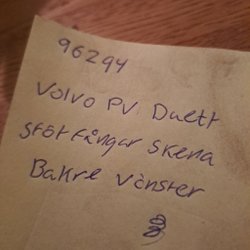 96294
Volvo PV. Duett
Stötfångar Skena
Bakre Vänster